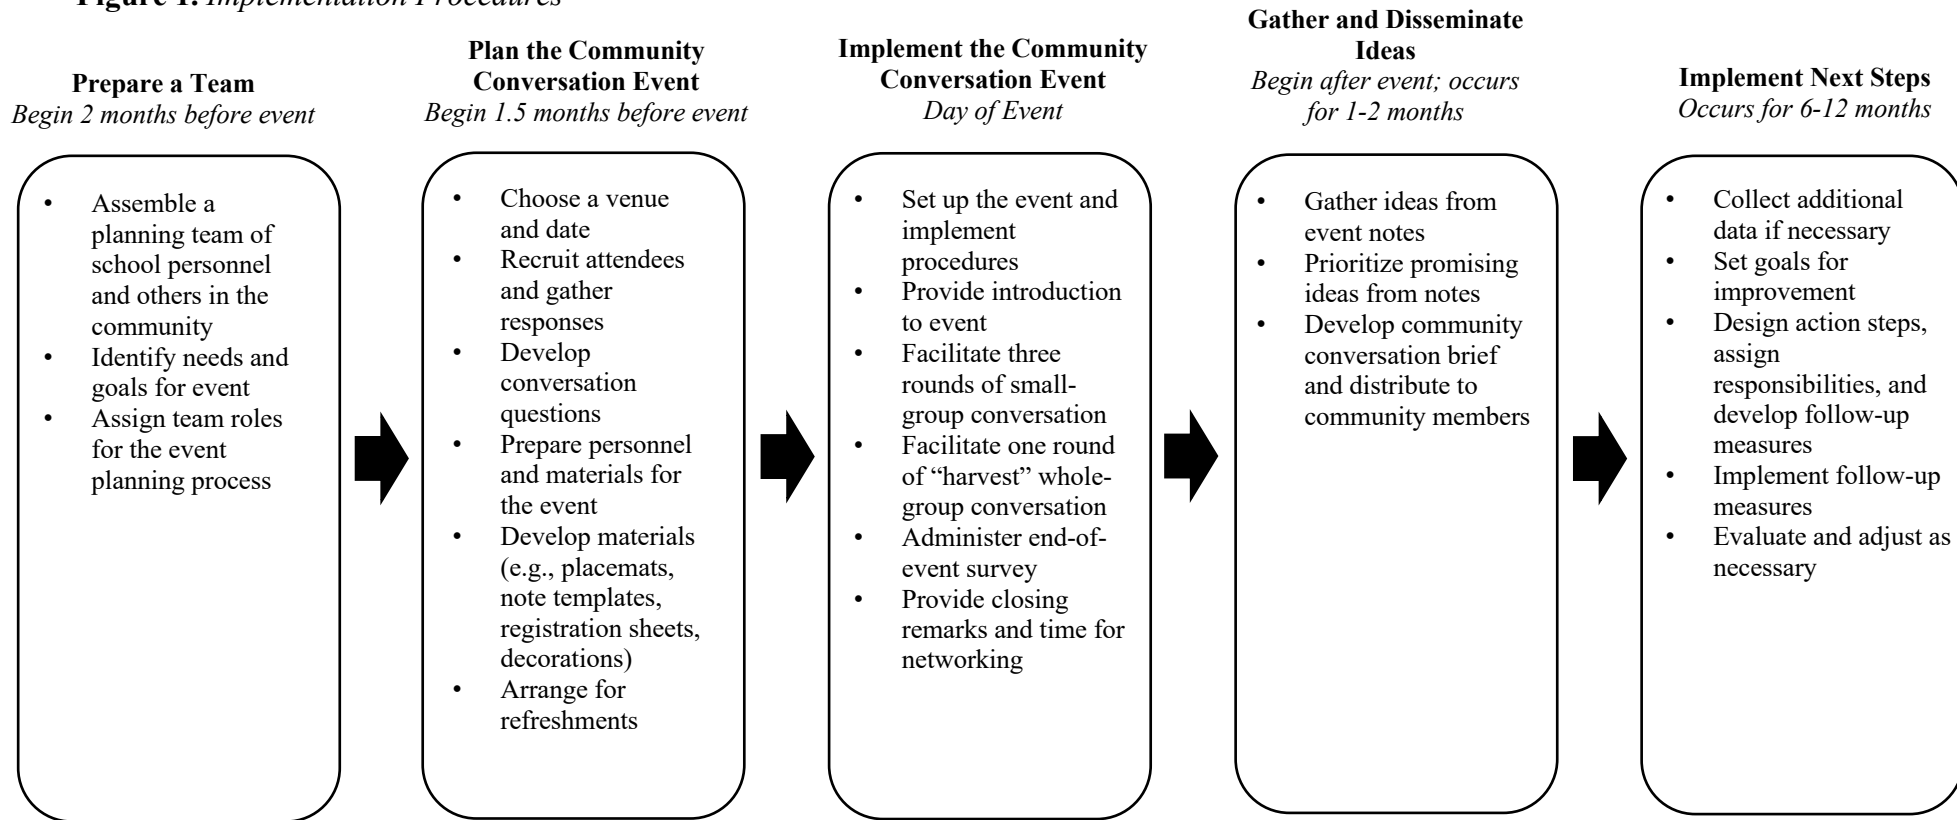 Figure 1. Implementation Procedures
Prepare a Team
Begin 2 months before event
• Assemble a
planning team of
school personnel
and others in the
community
• Identify needs and
goals for event
• Assign team roles
for the event
planning process
Plan the Community
Conversation Event
Begin 1.5 months before event
• Choose a venue
and date
• Recruit attendees
and gather
responses
• Develop
conversation
questions
• Prepare personnel
and materials for
the event
• Develop materials
(e.g., placemats,
note templates,
registration sheets,
decorations)
• Arrange for
refreshments
Implement the Community
Conversation Event
Day of Event
• Set up the event and
implement
procedures
• Provide introduction
to event
• Facilitate three
rounds of small-
group conversation
• Facilitate one round
of “harvest” whole-
group conversation
• Administer end-of-
event survey
• Provide closing
remarks and time for
networking
Gather and Disseminate
Ideas
Begin after event; occurs
for 1-2 months
• Gather ideas from
event notes
• Prioritize promising
ideas from notes
• Develop community
conversation brief
and distribute to
community members
Implement Next Steps
Occurs for 6-12 months
• Collect additional
data if necessary
• Set goals for
improvement
• Design action steps,
assign
responsibilities, and
develop follow-up
measures
• Implement follow-up
measures
• Evaluate and adjust as
necessary